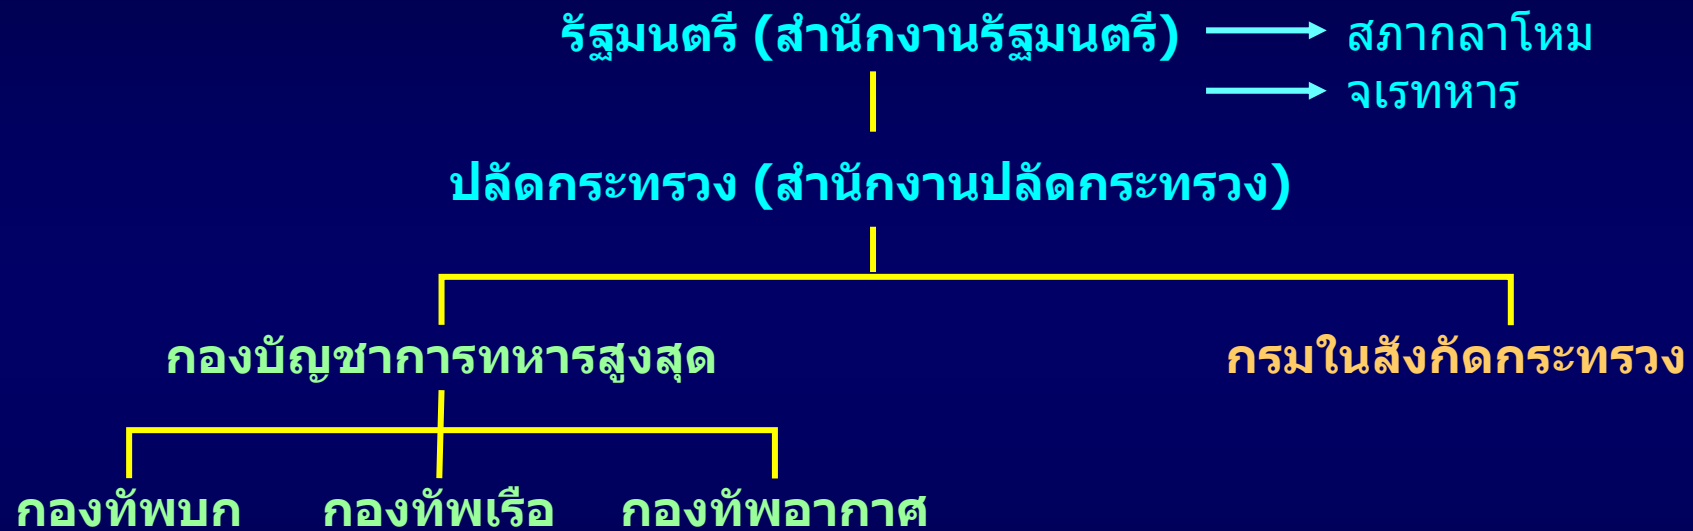 รัฐมนตรี (สำนักงานรัฐมนตรี) สภากลาโหม
จเรทหาร
ปลัดกระทรวง (สำนักงานปลัดกระทรวง)
กองบัญชาการทหารสูงสุด กรมในสังกัดกระทรวง
กองทัพบก กองทัพเรือ กองทัพอากาศ